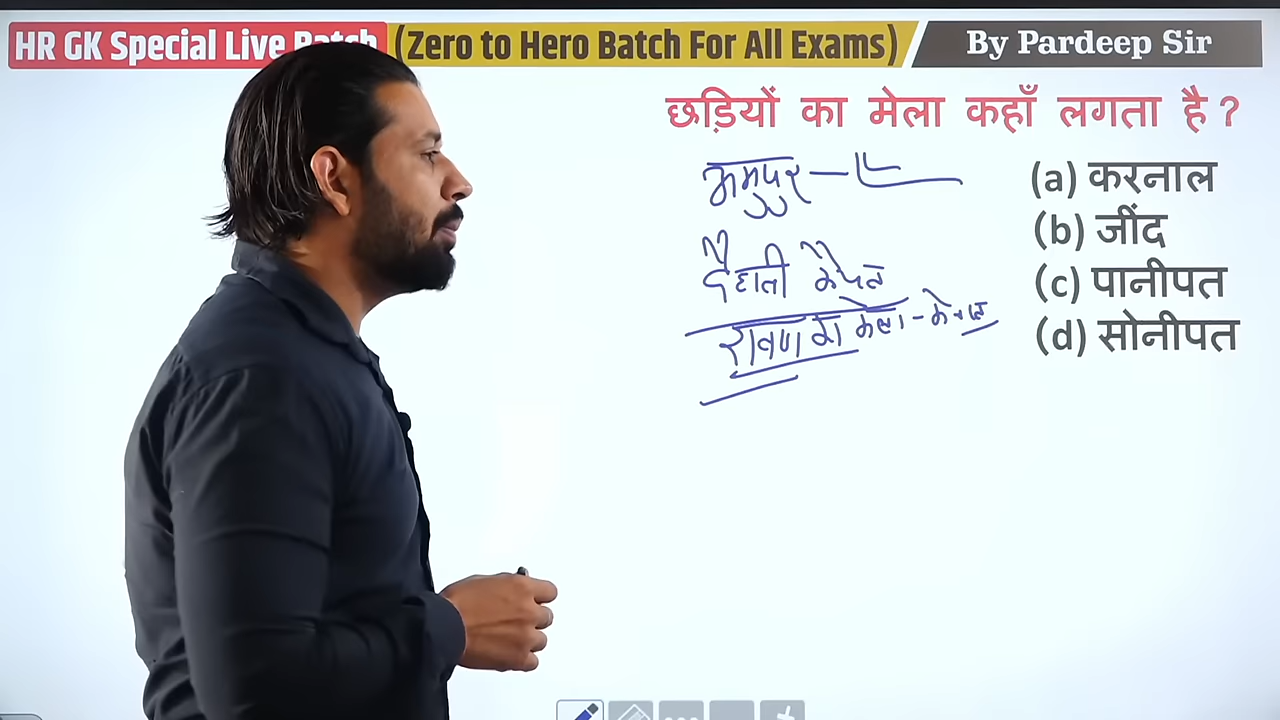 HR GK Special Live Batch (Zero to Hero Batch For All Exams) By Pardeep Sir
छड़ियों का मेला कहाँ लगता है ?
(a) करनाल
(b) जींद
(c) पानीपत
(d) सोनीपत
देहाती
रावण का मेला -